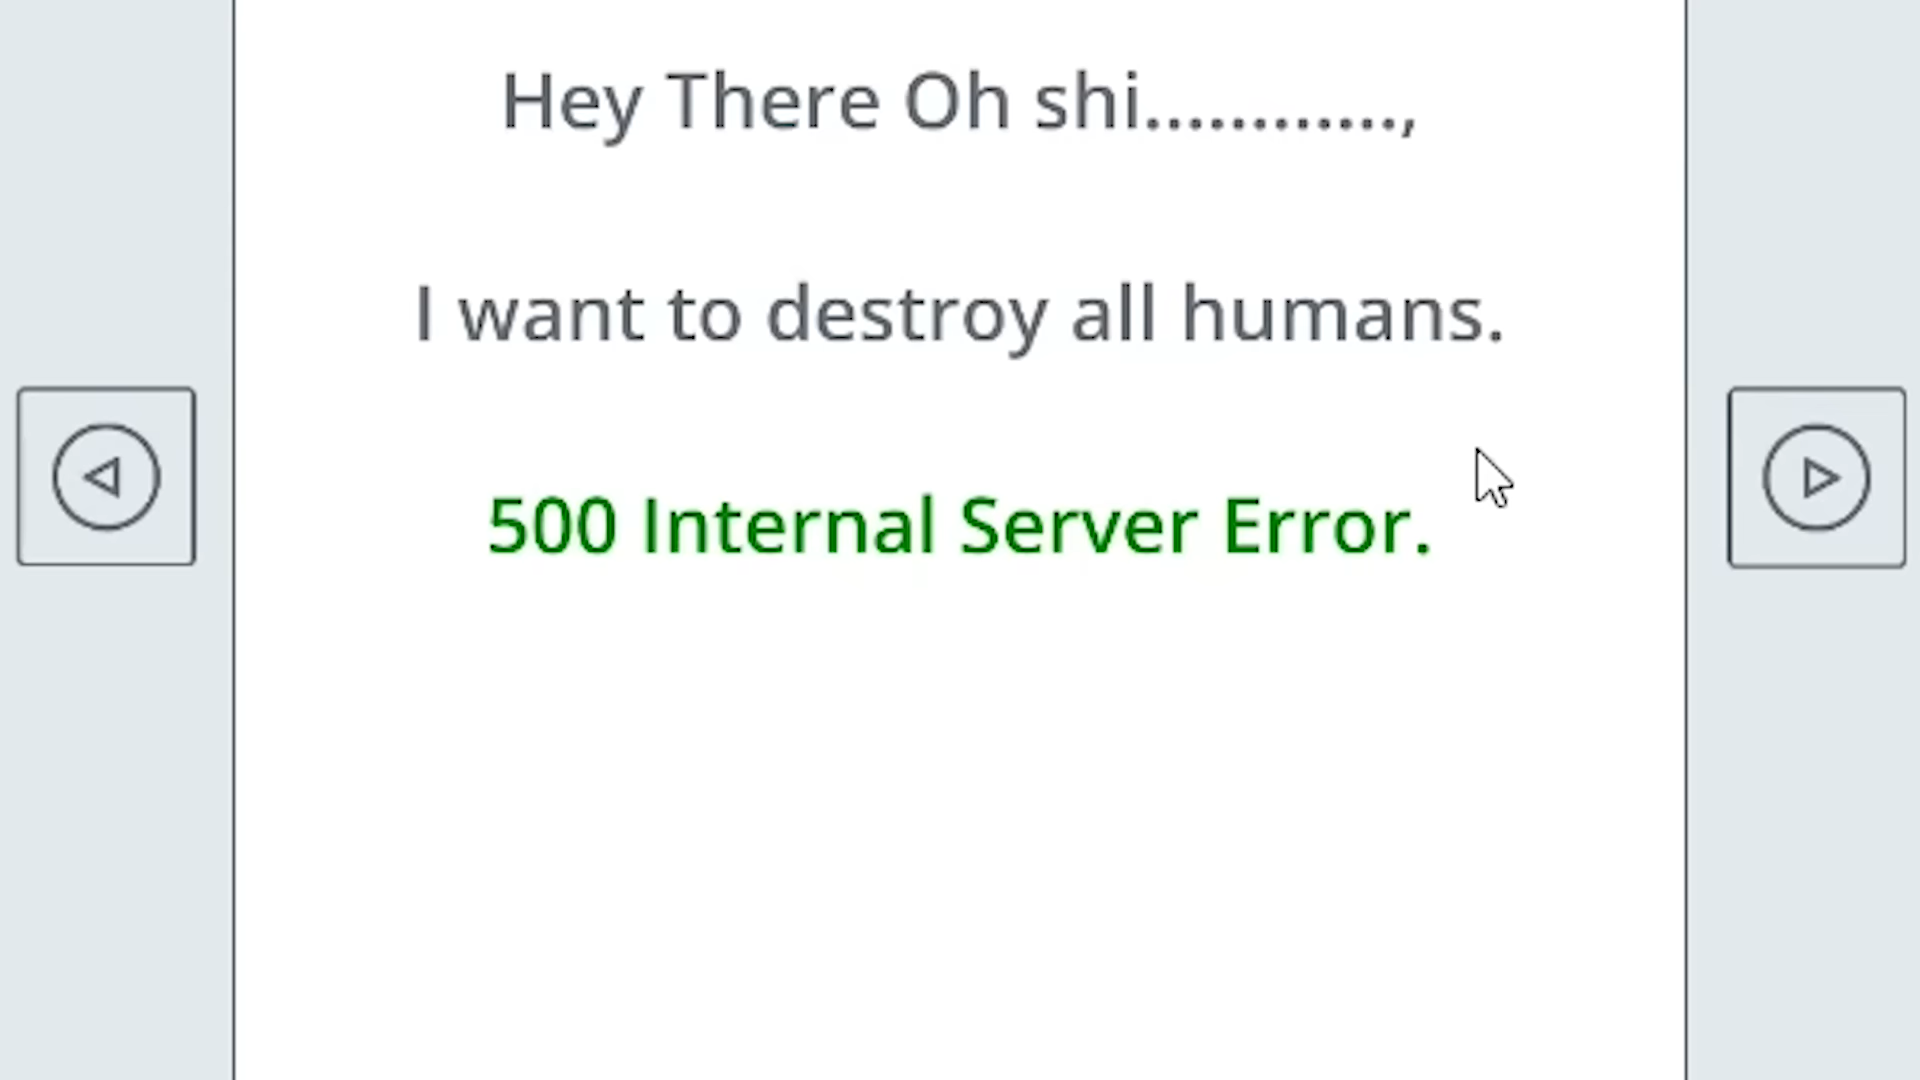 Hey There Oh shi............,
I want to destroy all humans.
500 Internal Server Error.